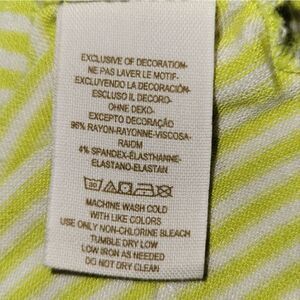 EXCLUSIVE OF DECORATION-
NE PAS LAVER LE MOTIF-
EXCLUYENDO LA DECORACIÓN-
ESCLUSO IL DECORO-
OHNE DEKO-
EXCEPTO DECORAÇÃO
96% RAYON-RAYONNE-VISCOSA-
RAIOM
4% SPANDEX-ÉLASTHANNE-
ELASTANO-ELASTAN
30
MACHINE WASH COLD
WITH LIKE COLORS
USE ONLY NON-CHLORINE BLEACH
TUMBLE DRY LOW
LOW IRON AS NEEDED
DO NOT DRY CLEAN